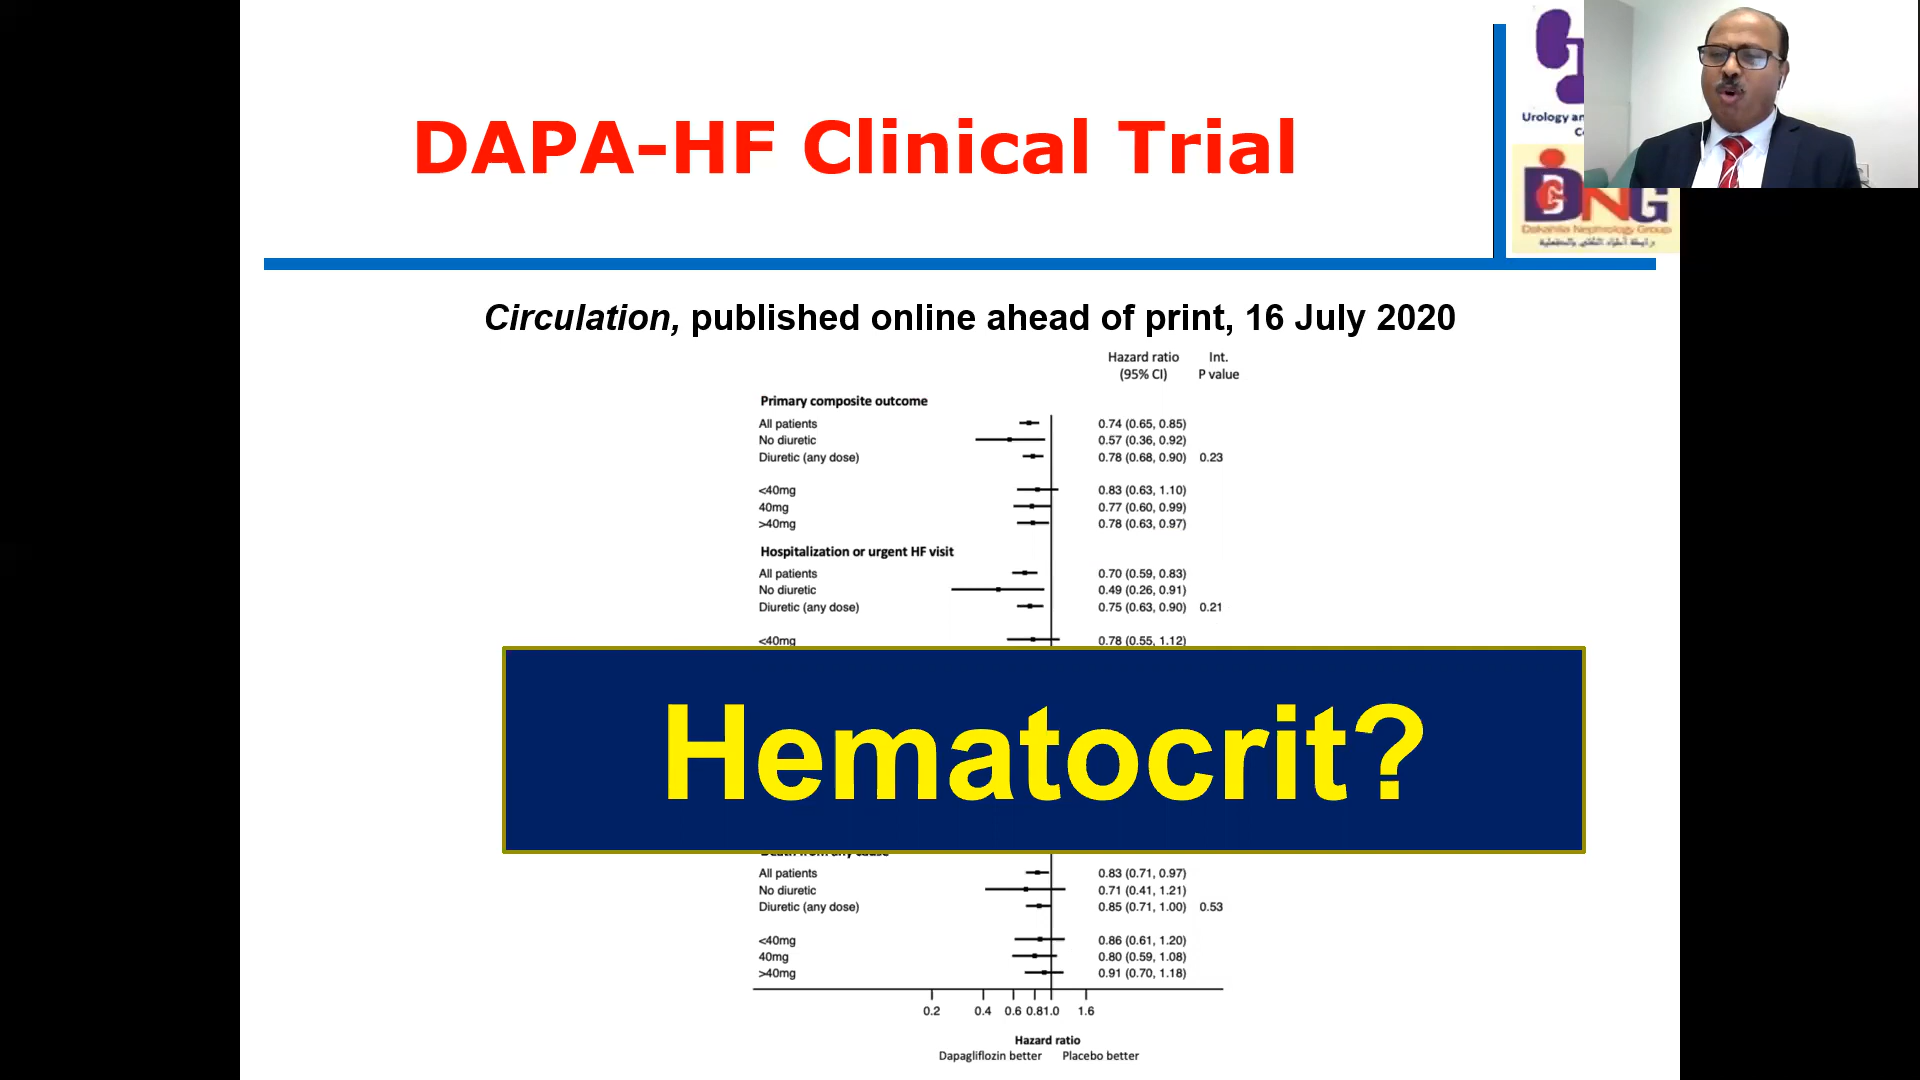 DAPA-HF Clinical Trial
Urology an
C
DNG
Dakahlia Nephrology Group
Circulation, published online ahead of print, 16 July 2020
Hazard ratio Int.
(95% CI) P value
Primary composite outcome
All patients 0.74 (0.65, 0.85)
No diuretic 0.57 (0.36, 0.92)
Diuretic (any dose) 0.78 (0.68, 0.90) 0.23
<40mg 0.83 (0.63, 1.10)
40mg 0.77 (0.60, 0.99)
>40mg 0.78 (0.63, 0.97)
Hospitalization or urgent HF visit
All patients 0.70 (0.59, 0.83)
No diuretic 0.49 (0.26, 0.91)
Diuretic (any dose) 0.75 (0.63, 0.90) 0.21
<40mg 0.78 (0.55, 1.12)
Hematocrit?
Death from any cause
All patients 0.83 (0.71, 0.97)
No diuretic 0.71 (0.41, 1.21)
Diuretic (any dose) 0.85 (0.71, 1.00) 0.53
<40mg 0.86 (0.61, 1.20)
40mg 0.80 (0.59, 1.08)
>40mg 0.91 (0.70, 1.18)
0.2 0.4 0.6 0.8 1.0 1.6
Hazard ratio
Dapagliflozin better Placebo better